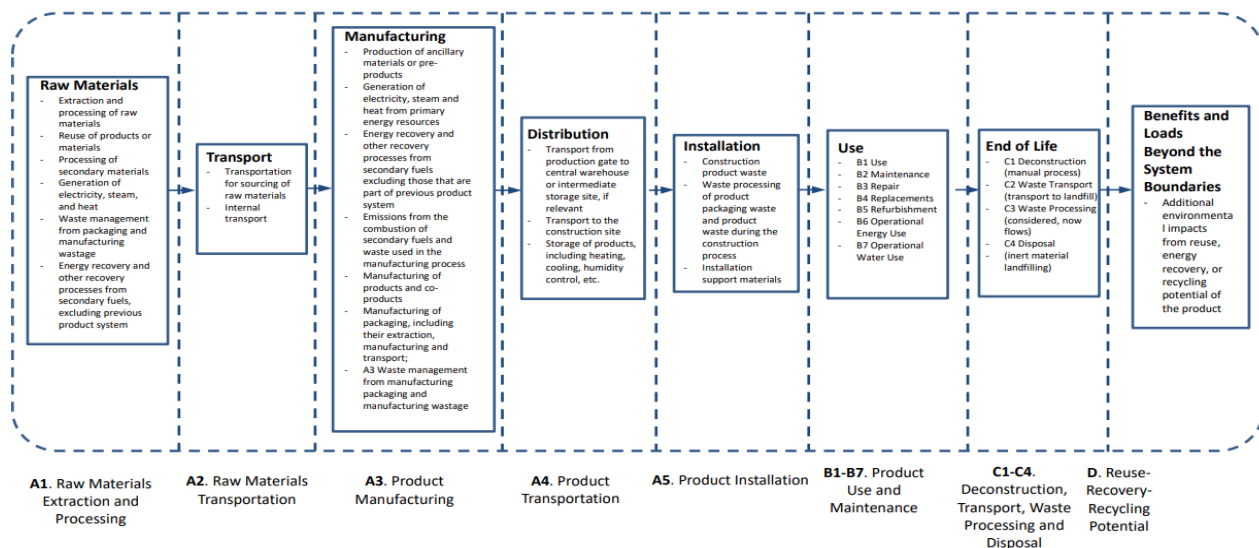 Raw Materials
- Extraction and
processing of raw
materials
- Reuse of products or
materials
- Processing of
secondary materials
- Generation of
electricity, steam,
and heat
- Waste management
from packaging and
manufacturing
wastage
- Energy recovery and
other recovery
processes from
secondary fuels,
excluding previous
product system
Transport
- Transportation
for sourcing of
raw materials
- Internal
transport
Manufacturing
- Production of ancillary
materials or pre-
products
- Generation of
electricity, steam and
heat from primary
energy resources
- Energy recovery and
other recovery
processes from
secondary fuels
excluding those that are
part of previous product
system
- Emissions from the
combustion of
secondary fuels and
waste used in the
manufacturing process
- Manufacturing of
products and co-
products
- Manufacturing of
packaging, including
their extraction,
manufacturing and
transport;
- A3 Waste management
from manufacturing
packaging and
manufacturing wastage
Distribution
- Transport from
production gate to
central warehouse
or intermediate
storage site, if
relevant
- Transport to the
construction site
- Storage of products,
including heating,
cooling, humidity
control, etc.
Installation
- Construction
product waste
- Waste processing
of product
packaging waste
and product
waste during the
construction
process
- Installation
support materials
Use
- B1 Use
- B2 Maintenance
- B3 Repair
- B4 Replacements
- B5 Refurbishment
- B6 Operational
Energy Use
- B7 Operational
Water Use
End of Life
- C1 Deconstruction
(manual process)
- C2 Waste Transport
(transport to landfill)
- C3 Waste Processing
(considered, now
flows)
- C4 Disposal
- (inert material
landfilling)
Benefits and
Loads
Beyond the
System
Boundaries
- Additional
environmenta
l impacts
from reuse,
energy
recovery, or
recycling
potential of
the product
A1. Raw Materials
Extraction and
Processing
A2. Raw Materials
Transportation
A3. Product
Manufacturing
A4. Product
Transportation
A5. Product Installation
B1-B7. Product
Use and
Maintenance
C1-C4.
Deconstruction,
Transport, Waste
Processing and
Disposal
D. Reuse-
Recovery-
Recycling
Potential